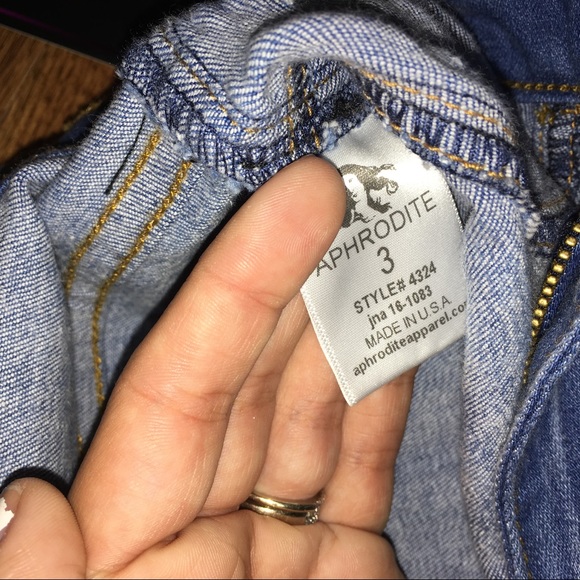 APHRODITE
3
STYLE# 4324
jna 16-1083
MADE IN U.S.A
aphroditeapparel.com